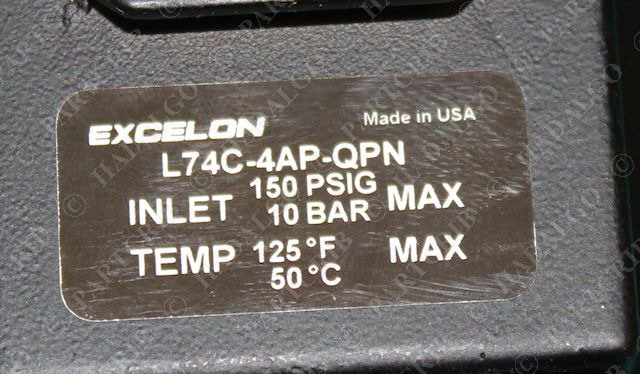 EXCELON Made in USA
L74C-4AP-QPN
INLET 150 PSIG 10 BAR MAX
TEMP 125°F 50°C MAX